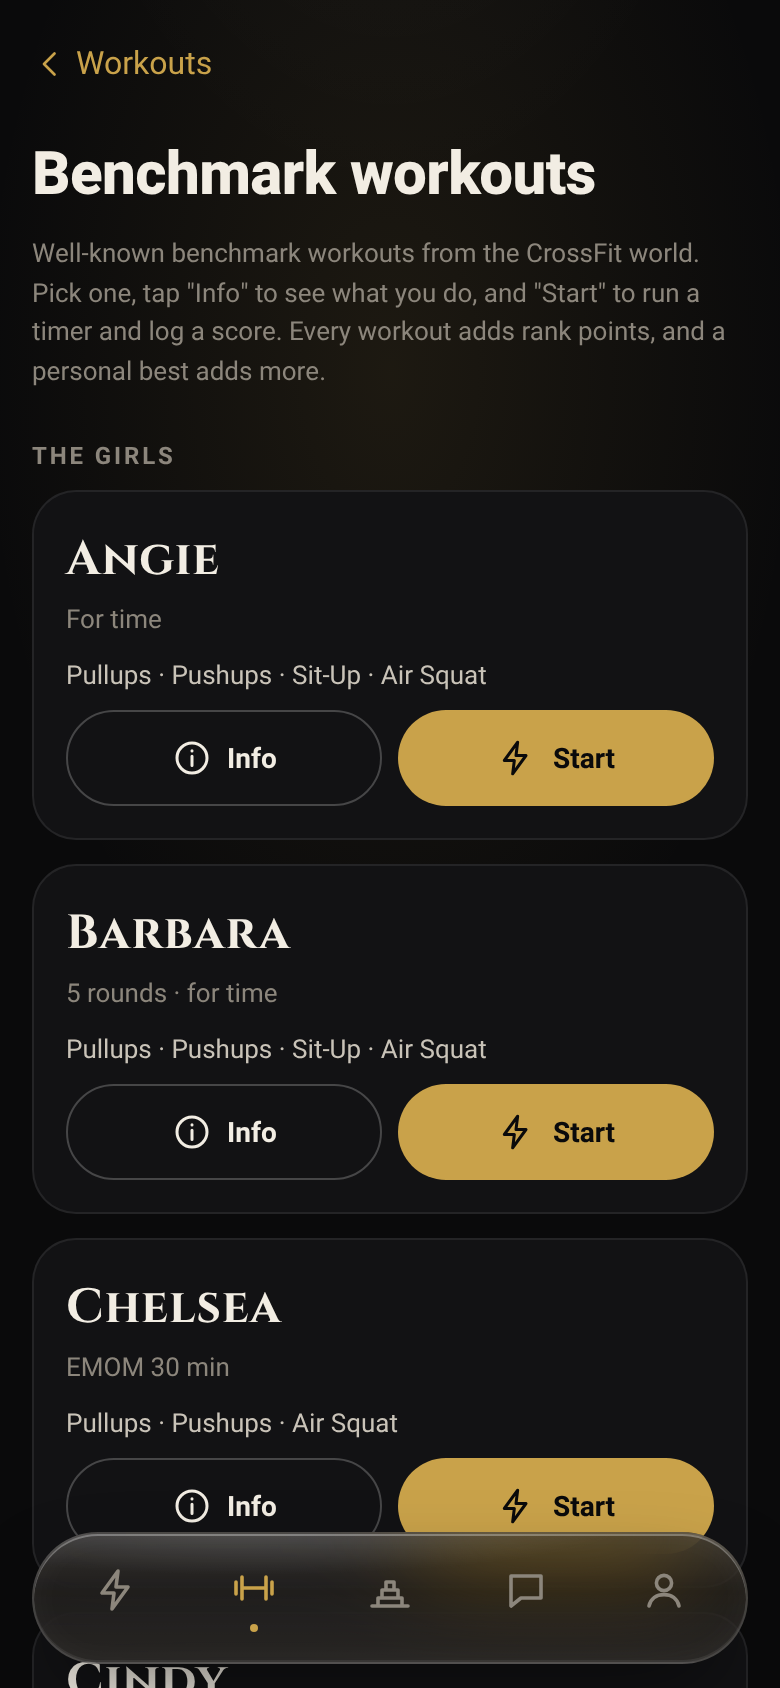 Workouts
Benchmark workouts
Well-known benchmark workouts from the CrossFit world.
Pick one, tap "Info" to see what you do, and "Start" to run a
timer and log a score. Every workout adds rank points, and a
personal best adds more.
THE GIRLS
ANGIE
For time
Pullups · Pushups · Sit-Up · Air Squat
Info
Start
BARBARA
5 rounds · for time
Pullups · Pushups · Sit-Up · Air Squat
Info
Start
CHELSEA
EMOM 30 min
Pullups · Pushups · Air Squat
Info
Start
CINDY